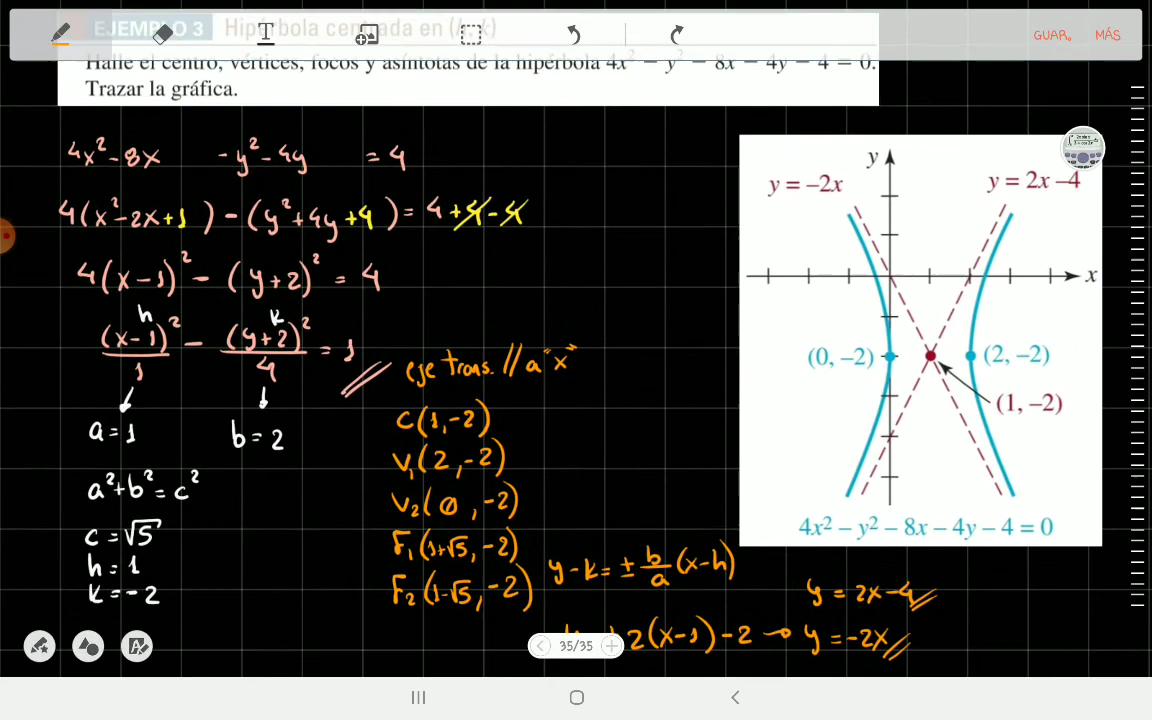 EJEMPLO 3 Hipérbola centrada en (h, k)
T
GUAR. MÁS
Halle el centro, vértices, focos y asíntotas de la hipérbola 4x² − y² − 8x − 4y − 4 = 0.
Trazar la gráfica.
4x² - 8x - y² - 4y = 4
4(x² - 2x + 1) - (y² + 4y + 4) = 4 + 4 - 4
4(x - 1)² - (y + 2)² = 4
h k
(x - 1)²/1 - (y + 2)²/4 = 1
a = 1 b = 2
a² + b² = c²
c = √5
h = 1
k = -2
eje trans. // a "x"
C(1, -2)
V₁(2, -2)
V₂(0, -2)
F₁(1+√5, -2)
F₂(1-√5, -2)
y - k = ± b/a (x - h)
2(x - 1) - 2 → y = -2x
y = 2x - 4
y
y = −2x
y = 2x −4
x
(0, −2)
(2, −2)
(1, −2)
4x² − y² − 8x − 4y − 4 = 0
35/35